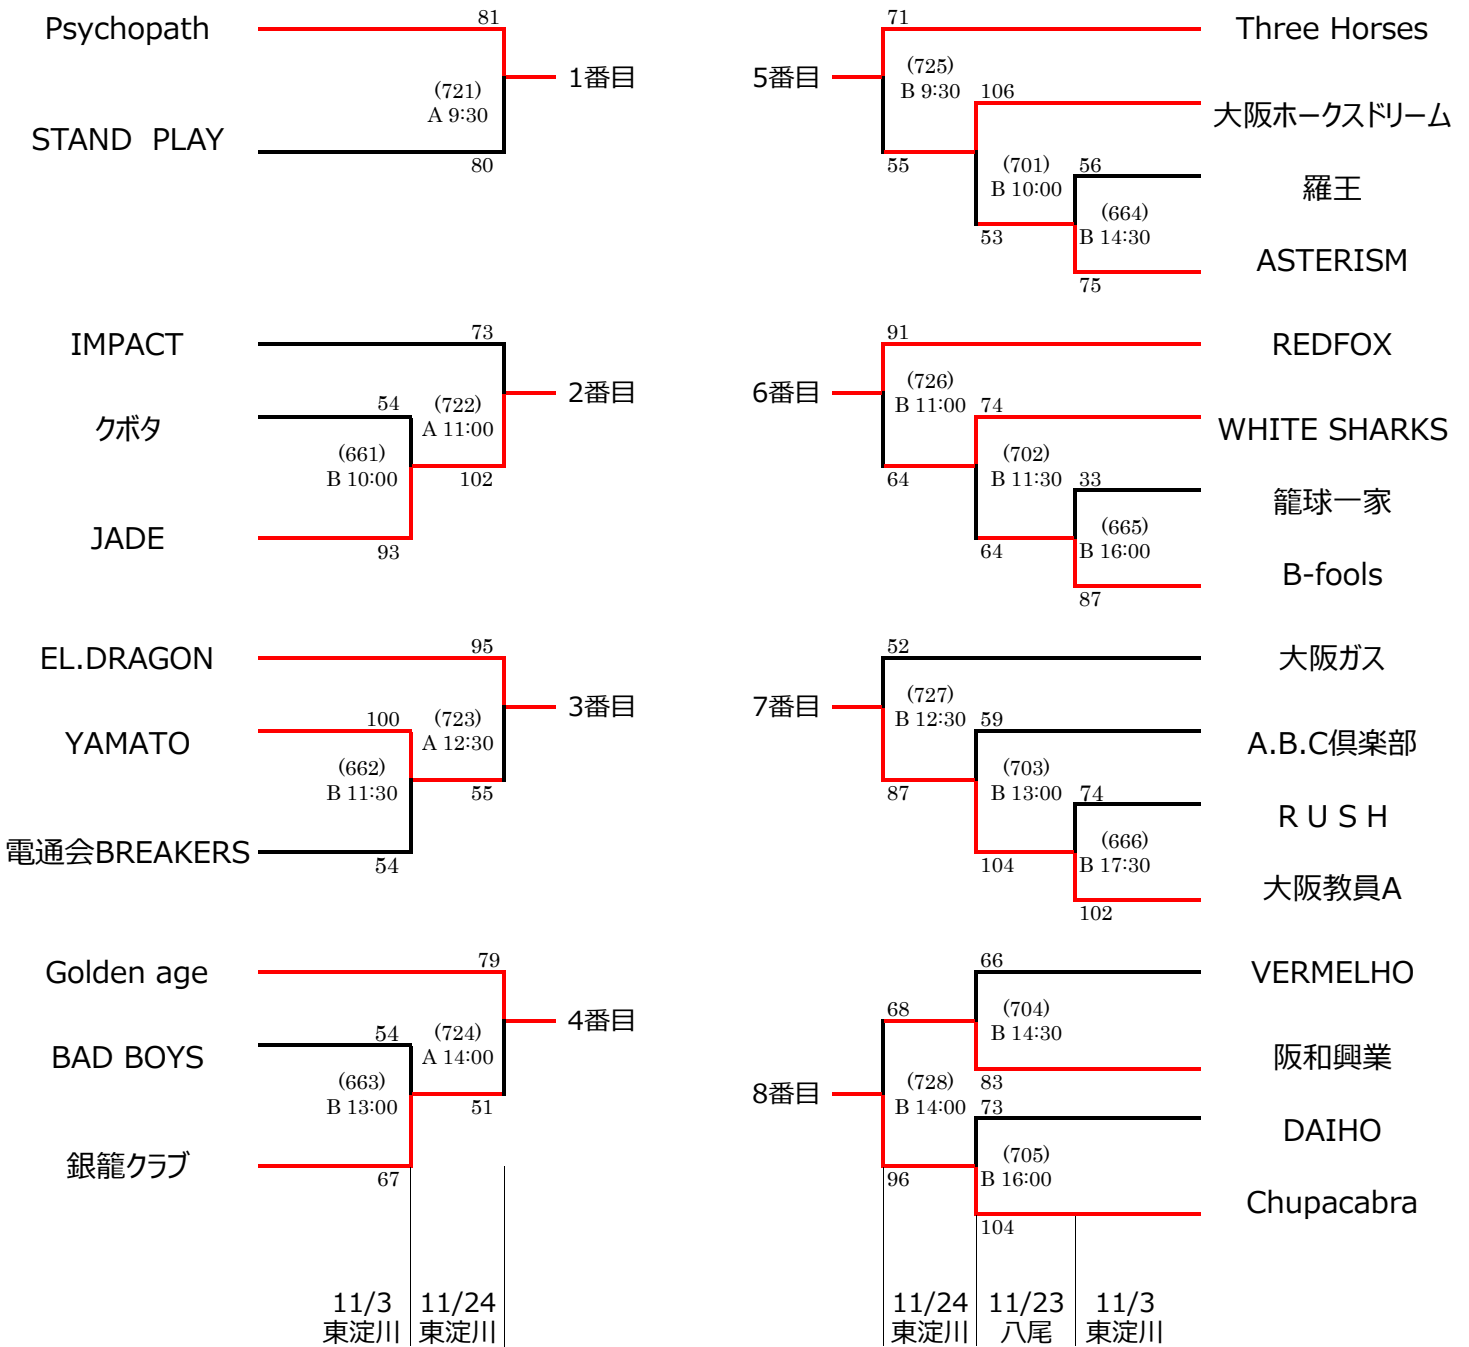 Psychopath
81
(721)
A 9:30
1番目
STAND PLAY
80
IMPACT
73
2番目
クボタ
54
(722)
A 11:00
(661)
B 10:00
102
JADE
93
EL.DRAGON
95
3番目
YAMATO
100
(723)
A 12:30
(662)
B 11:30
55
電通会BREAKERS
54
Golden age
79
4番目
BAD BOYS
54
(724)
A 14:00
(663)
B 13:00
51
銀籠クラブ
67
11/3
東淀川
11/24
東淀川
71
Three Horses
5番目
(725)
B 9:30
106
大阪ホークスドリーム
55
(701)
B 10:00
56
羅王
(664)
B 14:30
53
ASTERISM
75
91
REDFOX
6番目
(726)
B 11:00
74
WHITE SHARKS
64
(702)
B 11:30
33
籠球一家
(665)
B 16:00
64
B-fools
87
52
大阪ガス
7番目
(727)
B 12:30
59
A.B.C倶楽部
87
(703)
B 13:00
74
R U S H
(666)
B 17:30
104
大阪教員A
102
66
VERMELHO
68
(704)
B 14:30
阪和興業
83
8番目
(728)
B 14:00
73
DAIHO
96
(705)
B 16:00
Chupacabra
104
11/24
東淀川
11/23
八尾
11/3
東淀川